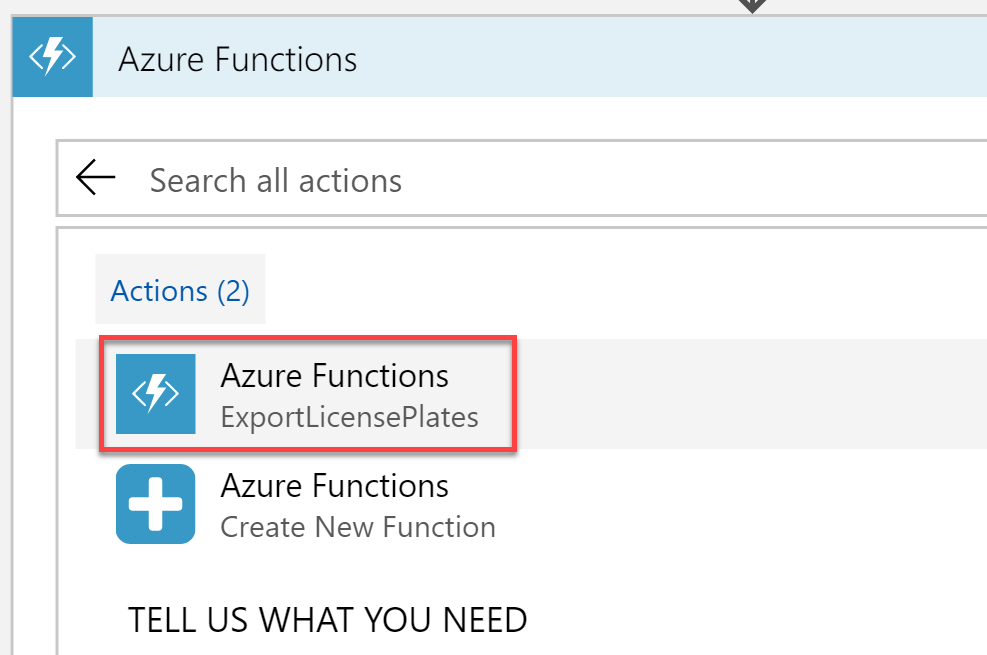 Azure Functions
Search all actions
Actions (2)
Azure Functions
ExportLicensePlates
Azure Functions
Create New Function
TELL US WHAT YOU NEED